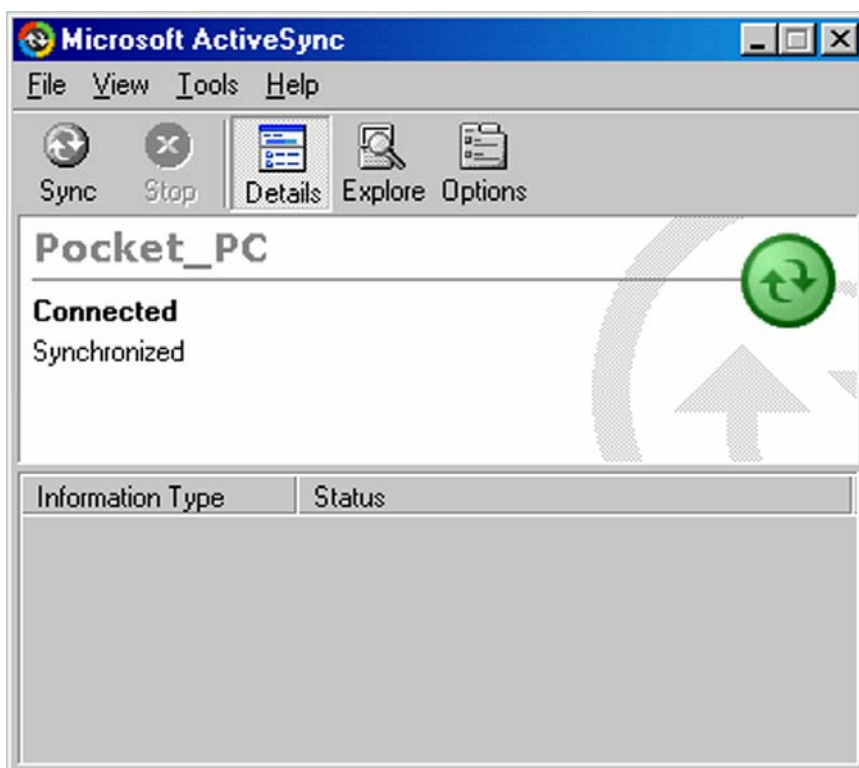 Microsoft ActiveSync
File View Tools Help
Sync Stop Details Explore Options
Pocket_PC
Connected
Synchronized
Information Type Status